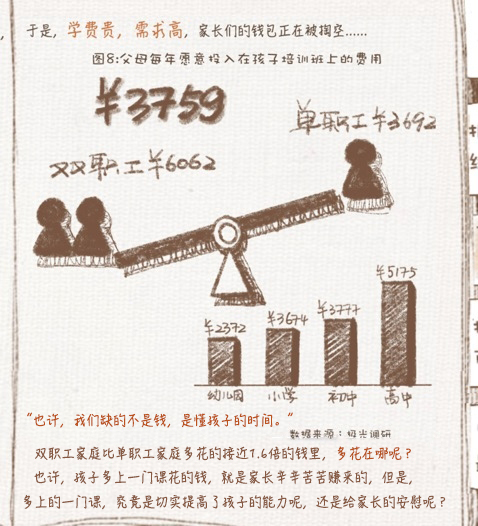 于是，学费贵，需求高，家长们的钱包正在被掏空……
图8:父母每年愿意投入在孩子培训班上的费用
¥3759
单职工¥3692
双职工¥6062
¥5175
¥3777
¥3674
¥2372
幼儿园 小学 初中 高中
“也许，我们缺的不是钱，是懂孩子的时间。”
数据来源：极光调研
双职工家庭比单职工家庭多花的接近1.6倍的钱里，多花在哪呢？
也许，孩子多上一门课花的钱，就是家长辛辛苦苦赚来的，但是，
多上的一门课，究竟是切实提高了孩子的能力呢，还是给家长的安慰呢？